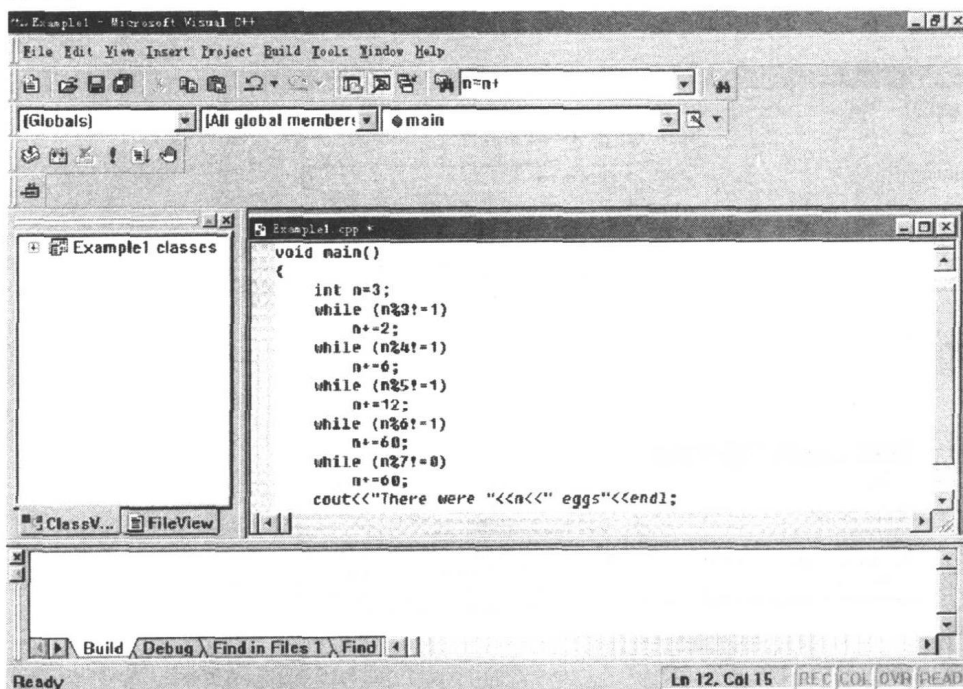 Example1 - Microsoft Visual C++
File Edit View Insert Project Build Tools Window Help
n=n+
(Globals) (All global members main
Example1 classes
ClassV... FileView
Example1.cpp *
void main()
{
int n=3;
while (n%3!=1)
n+=2;
while (n%4!=1)
n+=6;
while (n%5!=1)
n+=12;
while (n%6!=1)
n+=60;
while (n%7!=0)
n+=60;
cout<<"There were "<<n<<" eggs"<<endl;
Build Debug Find in Files 1 Find
Ready Ln 12, Col 15 REC COL OVR READ